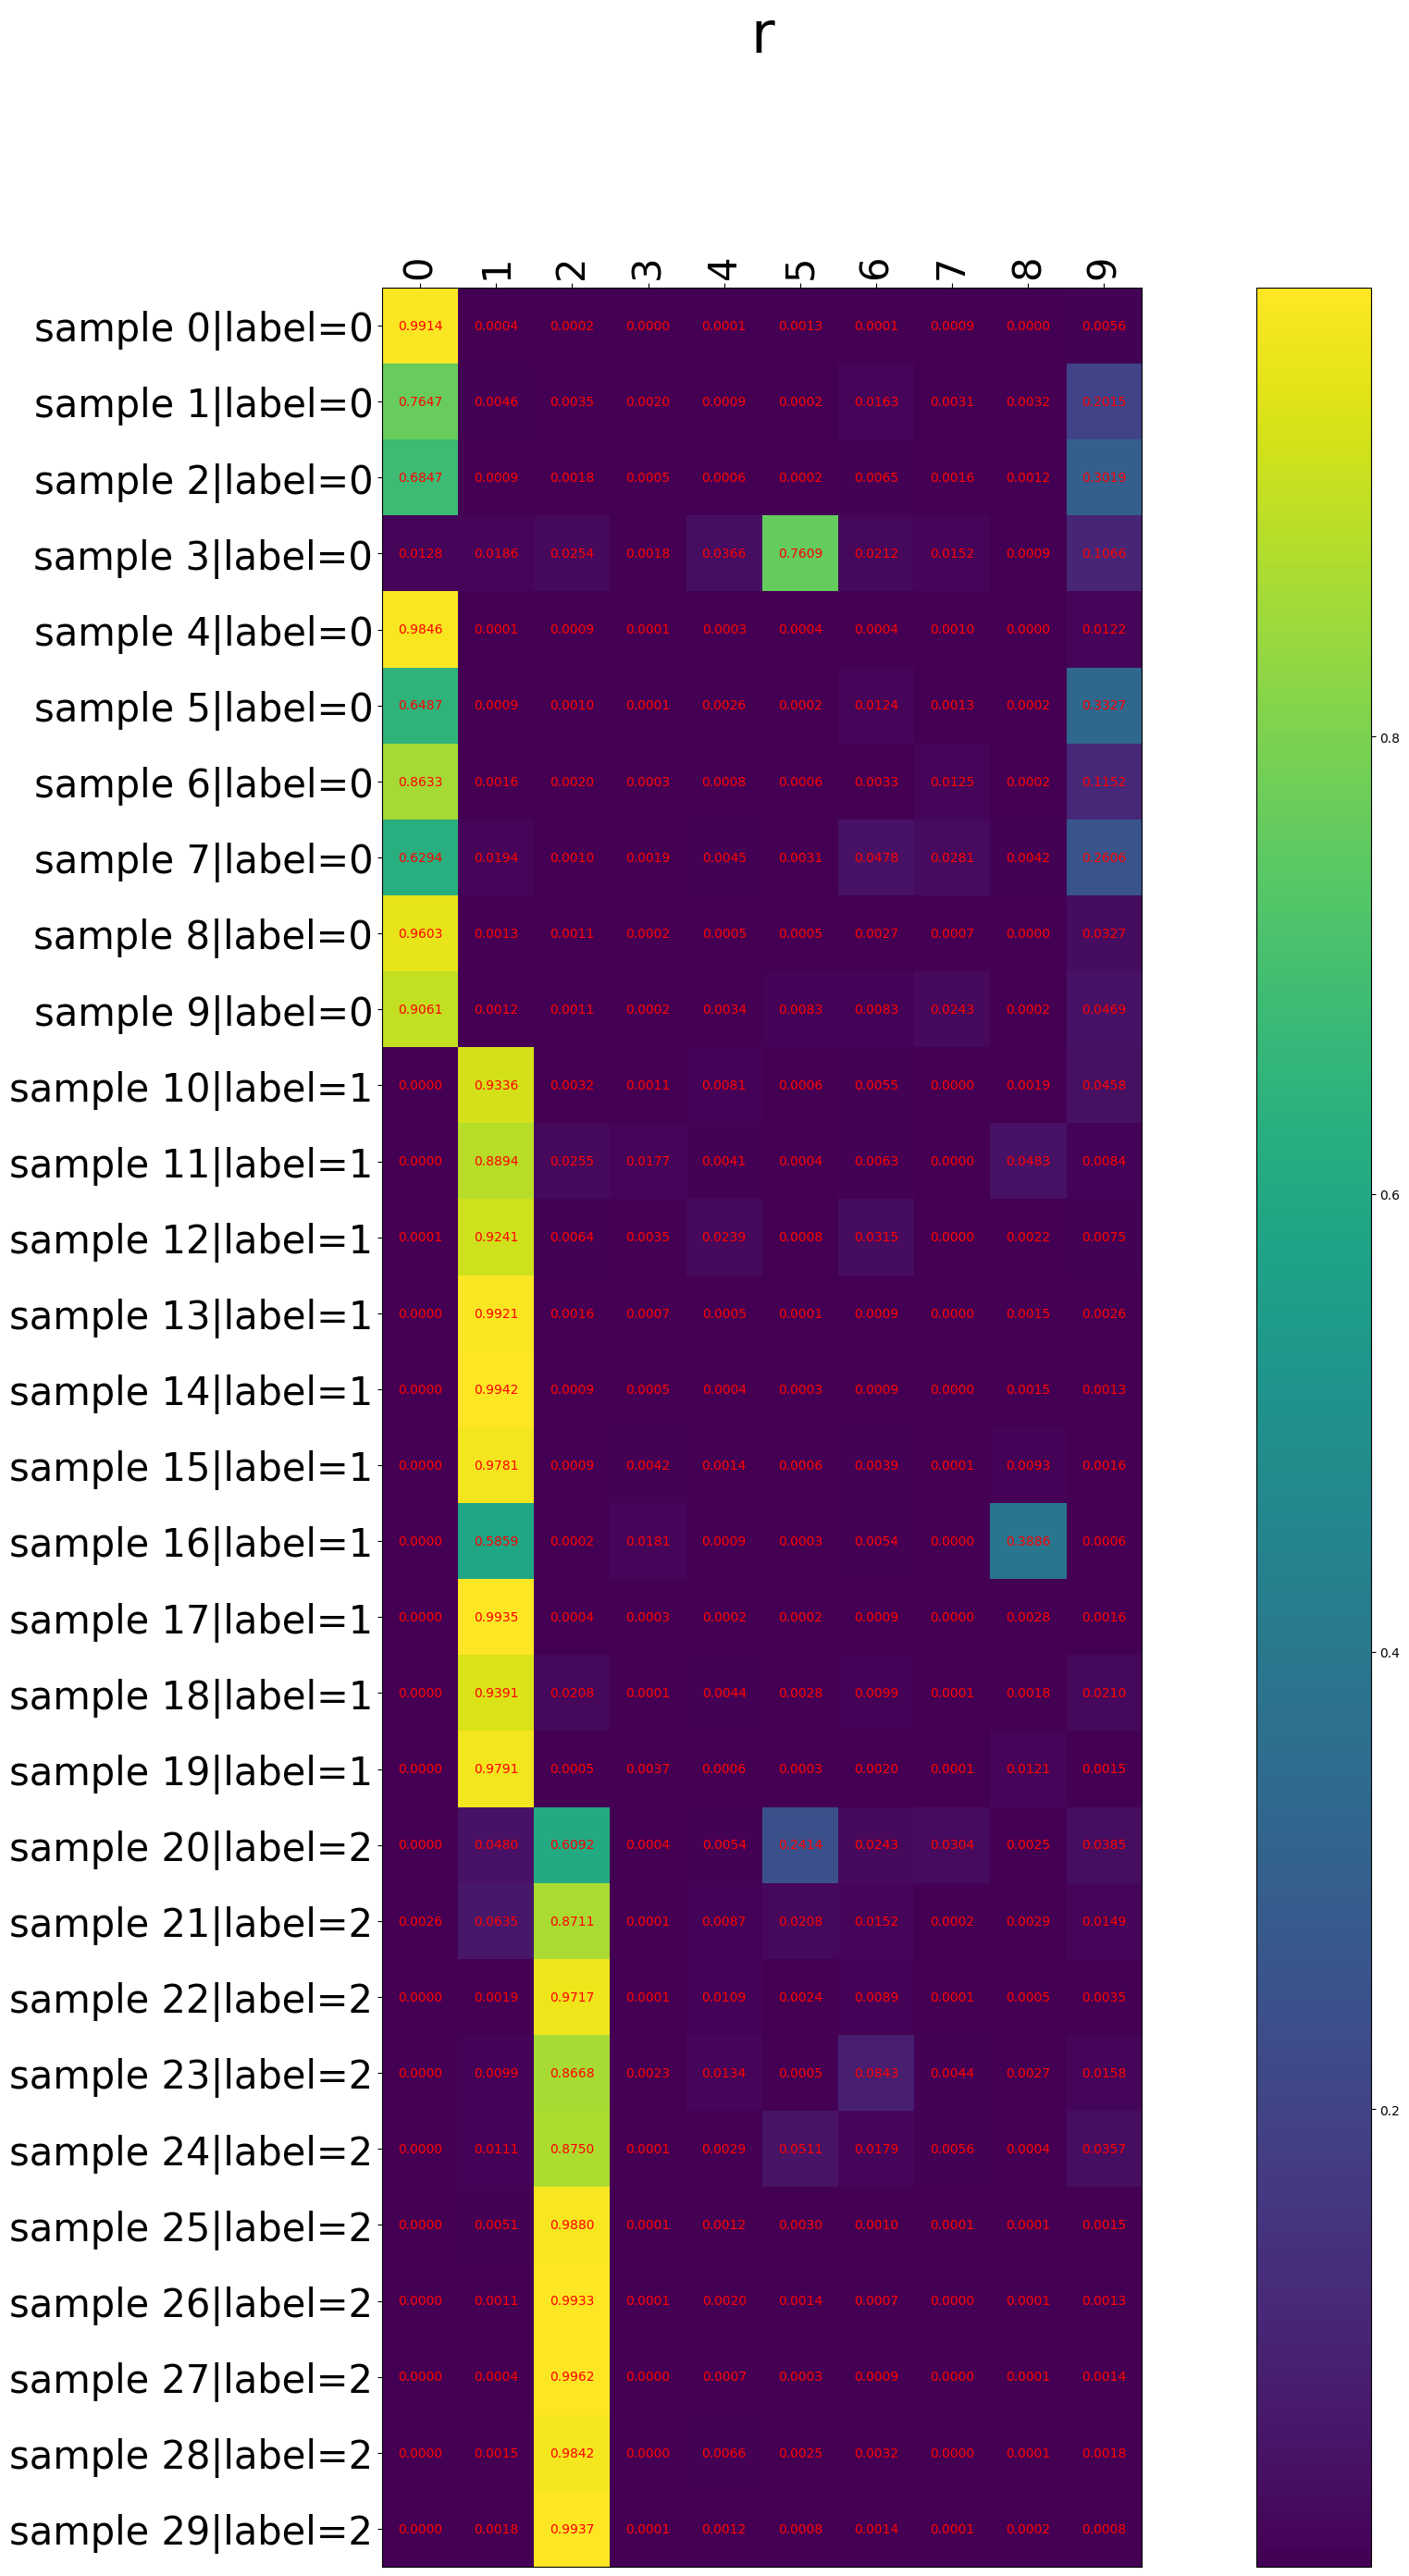 r
0 1 2 3 4 5 6 7 8 9
sample 0|label=0 0.9914 0.0004 0.0002 0.0000 0.0001 0.0013 0.0001 0.0009 0.0000 0.0056
sample 1|label=0 0.7647 0.0046 0.0035 0.0020 0.0009 0.0002 0.0163 0.0031 0.0032
sample 2|label=0 0.6847 0.0009 0.0018 0.0005 0.0006 0.0002 0.0065 0.0016 0.0012 0.3019
sample 3|label=0 0.0128 0.0186 0.0254 0.0018 0.0366 0.7609 0.0212 0.0152 0.0009 0.1066
sample 4|label=0 0.9846 0.0001 0.0009 0.0001 0.0003 0.0004 0.0004 0.0010 0.0000 0.0122
sample 5|label=0 0.6487 0.0009 0.0010 0.0001 0.0026 0.0002 0.0124 0.0013 0.0002 0.3327
0.8
sample 6|label=0 0.8633 0.0016 0.0020 0.0003 0.0008 0.0006 0.0033 0.0125 0.0002 0.1152
sample 7|label=0 0.6294 0.0194 0.0010 0.0019 0.0045 0.0031 0.0478 0.0281 0.0042 0.2606
sample 8|label=0 0.9603 0.0013 0.0011 0.0002 0.0005 0.0005 0.0027 0.0007 0.0000 0.0327
sample 9|label=0 0.9061 0.0012 0.0011 0.0002 0.0034 0.0083 0.0083 0.0243 0.0002 0.0469
sample 10|label=1 0.0000 0.9336 0.0032 0.0011 0.0081 0.0006 0.0055 0.0000 0.0019 0.0458
sample 11|label=1 0.0000 0.8894 0.0255 0.0177 0.0041 0.0004 0.0063 0.0000 0.0483 0.0084
0.6
sample 12|label=1 0.0001 0.9241 0.0064 0.0035 0.0239 0.0008 0.0315 0.0000 0.0022 0.0075
sample 13|label=1 0.0000 0.9921 0.0016 0.0007 0.0005 0.0001 0.0009 0.0000 0.0015 0.0026
sample 14|label=1 0.0000 0.9942 0.0009 0.0005 0.0004 0.0003 0.0009 0.0000 0.0015 0.0013
sample 15|label=1 0.0000 0.9781 0.0009 0.0042 0.0014 0.0006 0.0039 0.0001 0.0093 0.0016
sample 16|label=1 0.0000 0.5859 0.0002 0.0181 0.0009 0.0003 0.0054 0.0000 0.3886 0.0006
sample 17|label=1 0.0000 0.9935 0.0004 0.0003 0.0002 0.0002 0.0009 0.0000 0.0028 0.0016
0.4
sample 18|label=1 0.0000 0.9391 0.0208 0.0001 0.0044 0.0028 0.0099 0.0001 0.0018 0.0210
sample 19|label=1 0.0000 0.9791 0.0005 0.0037 0.0006 0.0003 0.0020 0.0001 0.0121 0.0015
sample 20|label=2 0.0000 0.0480 0.6092 0.0004 0.0054 0.2414 0.0243 0.0304 0.0025 0.0385
sample 21|label=2 0.0026 0.0635 0.8711 0.0001 0.0087 0.0208 0.0152 0.0002 0.0029 0.0149
sample 22|label=2 0.0000 0.0019 0.9717 0.0001 0.0109 0.0024 0.0089 0.0001 0.0005 0.0035
sample 23|label=2 0.0000 0.0099 0.8668 0.0023 0.0134 0.0005 0.0843 0.0044 0.0027 0.0158
0.2
sample 24|label=2 0.0000 0.0111 0.8750 0.0001 0.0029 0.0511 0.0179 0.0056 0.0004 0.0357
sample 25|label=2 0.0000 0.0051 0.9880 0.0001 0.0012 0.0030 0.0010 0.0001 0.0001 0.0015
sample 26|label=2 0.0000 0.0011 0.9933 0.0001 0.0020 0.0014 0.0007 0.0000 0.0001 0.0013
sample 27|label=2 0.0000 0.0004 0.9962 0.0000 0.0007 0.0003 0.0009 0.0000 0.0001 0.0014
sample 28|label=2 0.0000 0.0015 0.9842 0.0000 0.0066 0.0025 0.0032 0.0000 0.0001 0.0018
sample 29|label=2 0.0000 0.0018 0.9937 0.0001 0.0012 0.0008 0.0014 0.0001 0.0002 0.0008